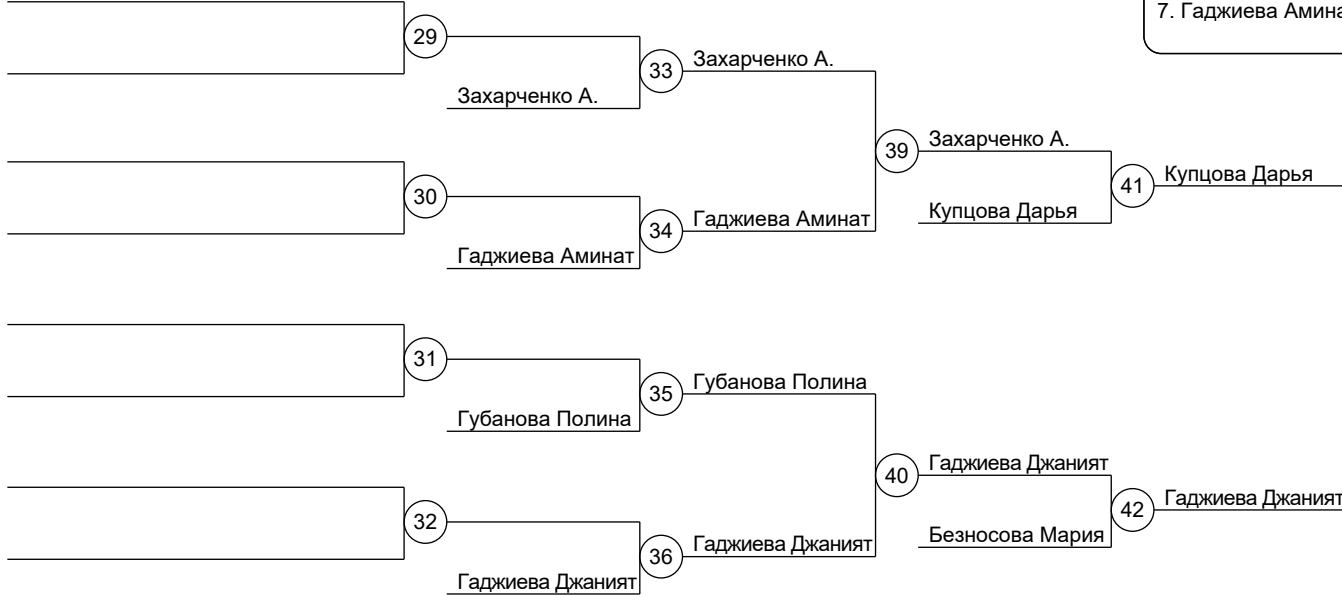 7. Гаджиева Амина
29
Захарченко А.
33
Захарченко А.
Захарченко А.
39
Купцова Дарья
41
30
Гаджиева Аминат
Купцова Дарья
34
Гаджиева Аминат
31
Губанова Полина
35
Губанова Полина
Гаджиева Джаният
40
Гаджиева Джаният
42
32
Безносова Мария
Гаджиева Джаният
36
Гаджиева Джаният